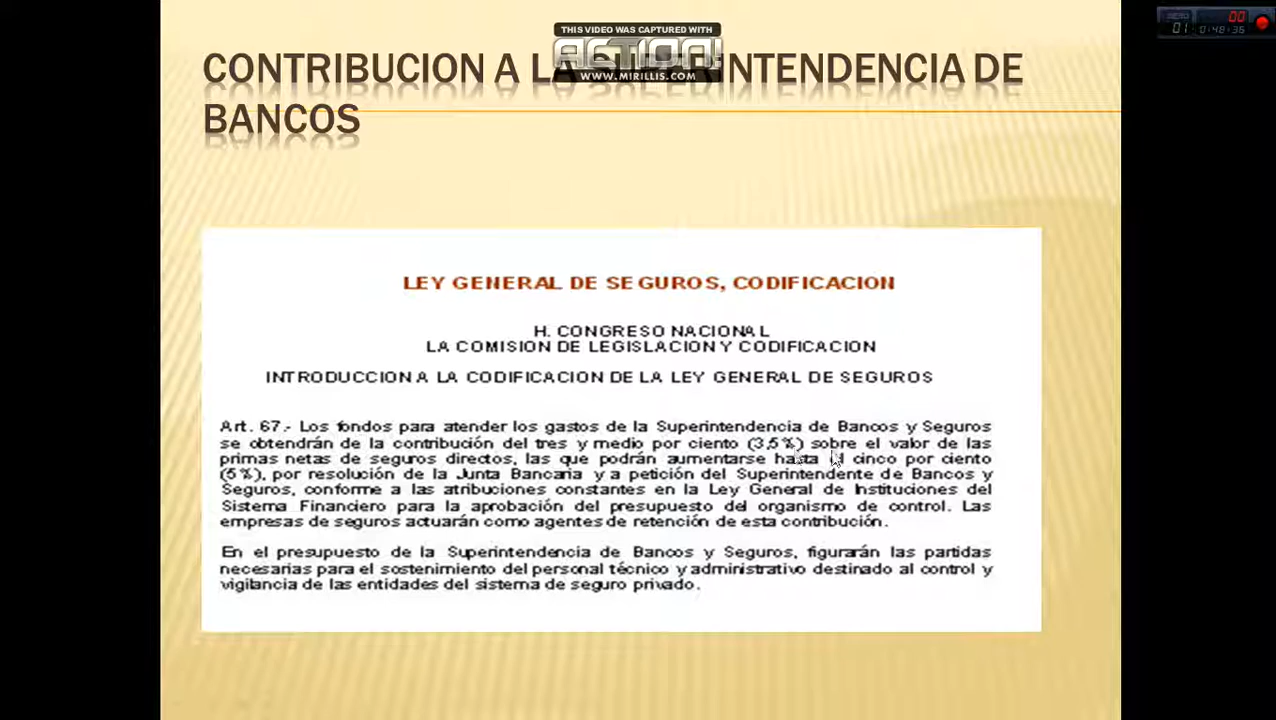 THIS VIDEO WAS CAPTURED WITH
ACTION!
WWW.MIRILLIS.COM
00
01 0:48:36
CONTRIBUCION A LA SUPERINTENDENCIA DE
BANCOS
LEY GENERAL DE SEGUROS, CODIFICACION
H. CONGRESO NACIONAL
LA COMISION DE LEGISLACION Y CODIFICACION
INTRODUCCION A LA CODIFICACION DE LA LEY GENERAL DE SEGUROS
Art. 67.- Los fondos para atender los gastos de la Superintendencia de Bancos y Seguros
se obtendrán de la contribución del tres y medio por ciento (3,5%) sobre el valor de las
primas netas de seguros directos, las que podrán aumentarse hasta el cinco por ciento
(5%), por resolución de la Junta Bancaria y a petición del Superintendente de Bancos y
Seguros, conforme a las atribuciones constantes en la Ley General de Instituciones del
Sistema Financiero para la aprobación del presupuesto del organismo de control. Las
empresas de seguros actuarán como agentes de retención de esta contribución.
En el presupuesto de la Superintendencia de Bancos y Seguros, figurarán las partidas
necesarias para el sostenimiento del personal técnico y administrativo destinado al control y
vigilancia de las entidades del sistema de seguro privado.